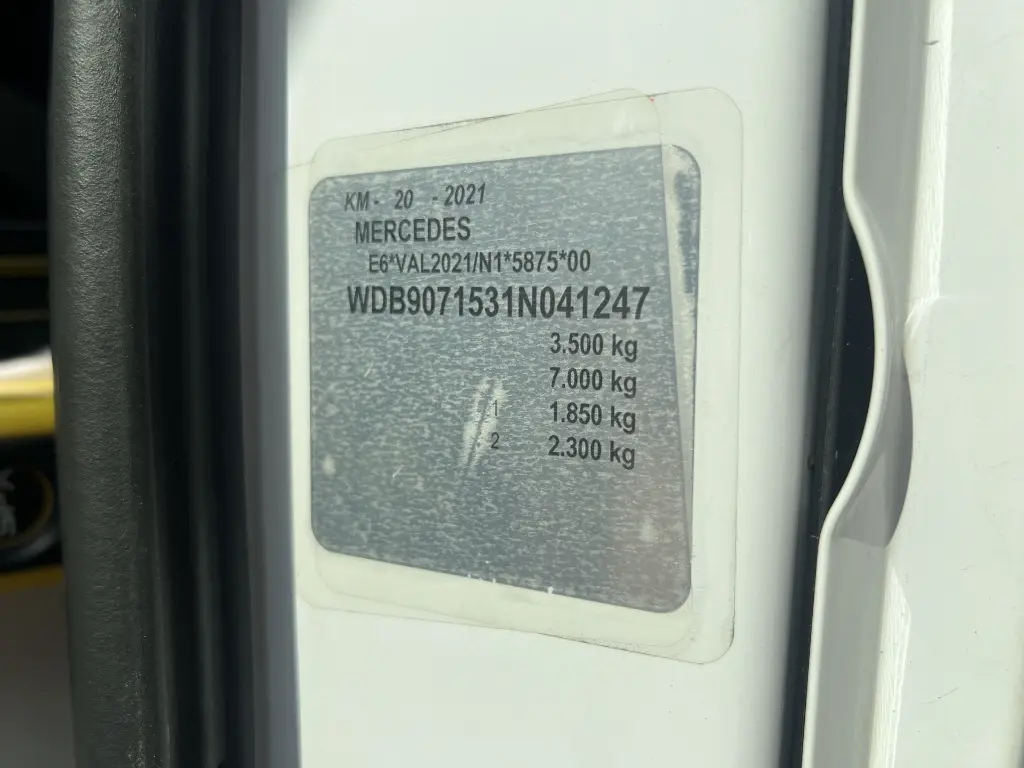 KM - 20 - 2021
MERCEDES
E6*VAL2021/N1*5875*00
WDB9071531N041247
3.500 kg
7.000 kg
1 1.850 kg
2 2.300 kg